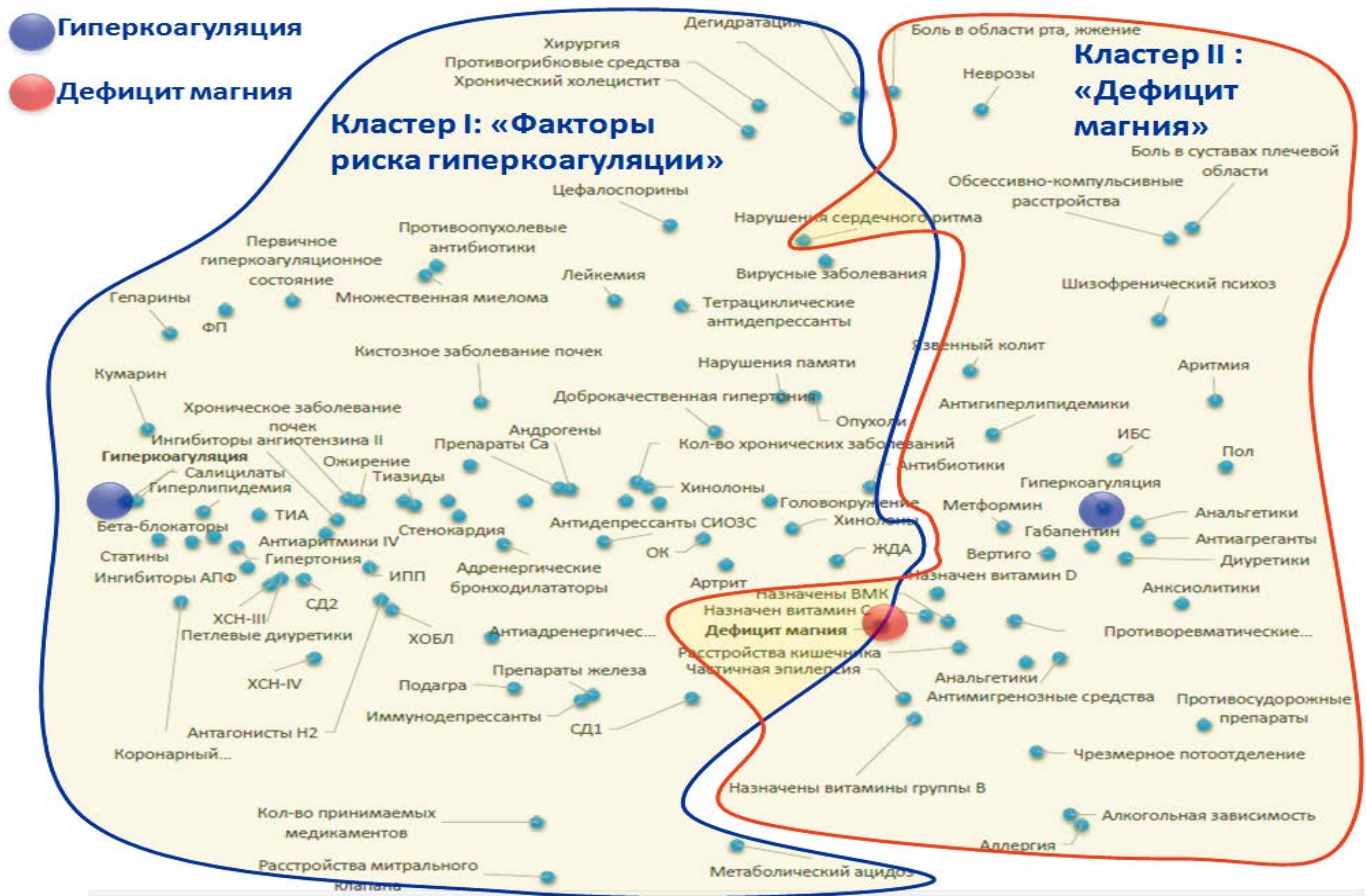 Гиперкоагуляция
Дефицит магния
Кластер I: «Факторы
риска гиперкоагуляции»
Кластер II :
«Дефицит
магния»
Дегидратация
Хирургия
Противогрибковые средства
Хронический холецистит
Боль в области рта, жжение
Неврозы
Боль в суставах плечевой
области
Обсессивно-компульсивные
расстройства
Цефалоспорины
Нарушения сердечного ритма
Противоопухолевые
антибиотики
Первичное
гиперкоагуляционное
состояние
Лейкемия
Вирусные заболевания
Гепарины
ФП
Множественная миелома
Тетрациклические
антидепрессанты
Шизофренический психоз
Кистозное заболевание почек
Нарушения памяти
Язвенный колит
Аритмия
Кумарин
Хроническое заболевание
почек
Доброкачественная гипертония
Опухоли
Антигиперлипидемики
Ингибиторы ангиотензина II
Андрогены
Препараты Са
Кол-во хронических заболеваний
ИБС
Пол
Гиперкоагуляция
Салицилаты
Ожирение
Тиазиды
Антибиотики
Гиперлипидемия
Хинолоны
Головокружение
Гиперкоагуляция
Метформин
Анальгетики
Бета-блокаторы
ТИА
Стенокардия
Антидепрессанты СИОЗС
Хинолоны
Габапентин
Антиагреганты
Антиаритмики IV
Статины
Гипертония
ОК
ЖДА
Вертиго
Диуретики
Ингибиторы АПФ
ИПП
Адренергические
бронходилататоры
Артрит
Назначен витамин D
Анксиолитики
ХСН-III
СД2
Назначены ВМК
Назначен витамин С
Петлевые диуретики
ХОБЛ
Антиадренергичес...
Дефицит магния
Противоревматические...
Расстройства кишечника
Частичная эпилепсия
ХСН-IV
Подагра
Препараты железа
Анальгетики
Антимигренозные средства
Противосудорожные
препараты
Иммунодепрессанты
СД1
Антагонисты Н2
Коронарный...
Чрезмерное потоотделение
Назначены витамины группы В
Кол-во принимаемых
медикаментов
Алкогольная зависимость
Аллергия
Расстройства митрального
клапана
Метаболический ацидоз